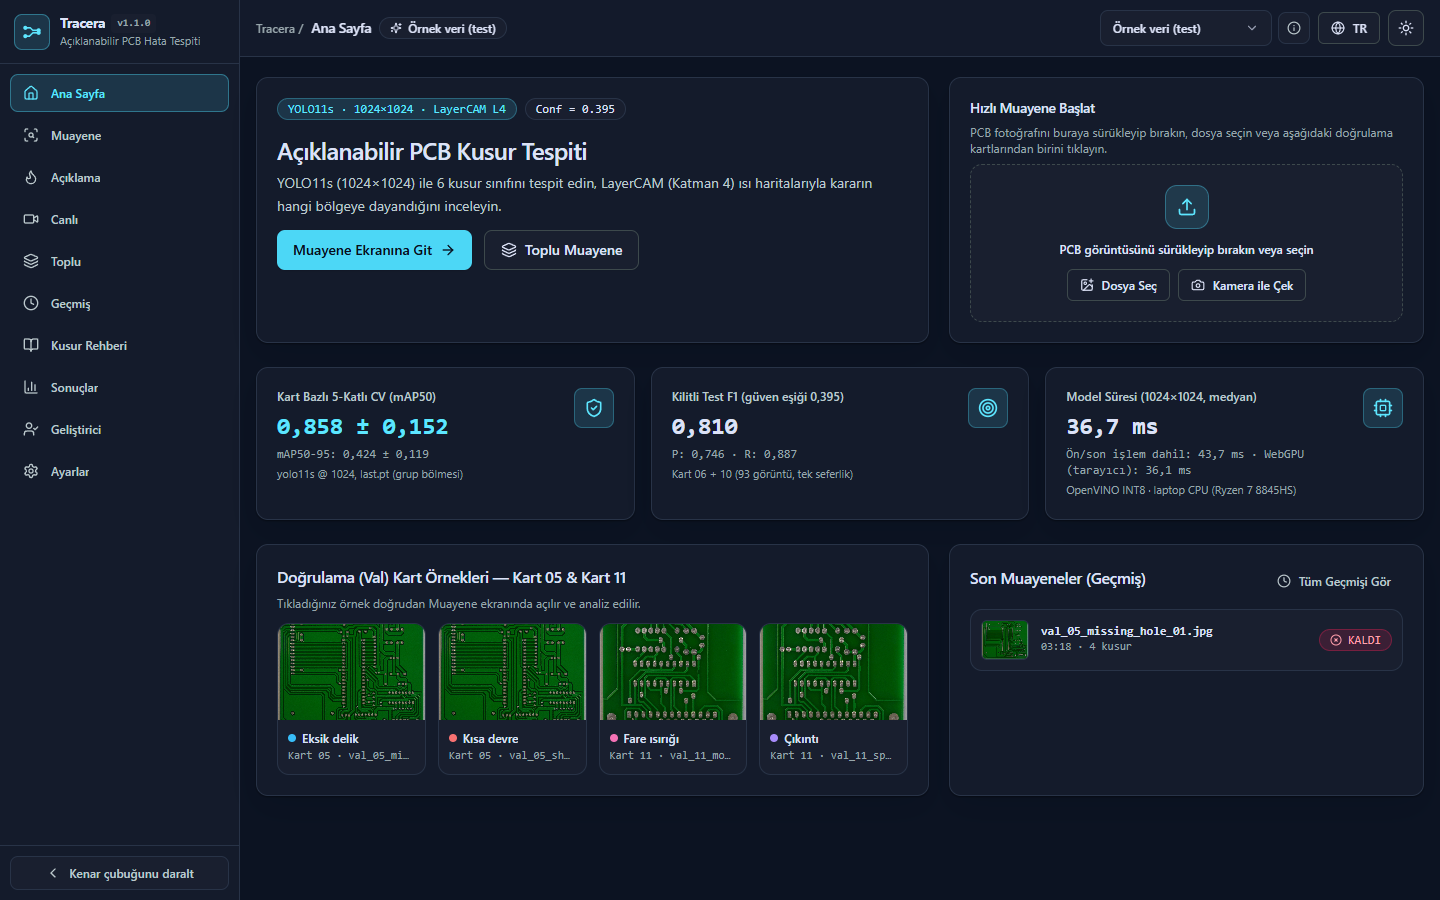 Tracera v1.1.0
Açıklanabilir PCB Hata Tespiti
Ana Sayfa
Muayene
Açıklama
Canlı
Toplu
Geçmiş
Kusur Rehberi
Sonuçlar
Geliştirici
Ayarlar
Kenar çubuğunu daralt
Tracera / Ana Sayfa Örnek veri (test)
Örnek veri (test) TR
YOLO11s · 1024×1024 · LayerCAM L4 Conf = 0.395
Açıklanabilir PCB Kusur Tespiti
YOLO11s (1024×1024) ile 6 kusur sınıfını tespit edin, LayerCAM (Katman 4) ısı haritalarıyla kararın
hangi bölgeye dayandığını inceleyin.
Muayene Ekranına Git Toplu Muayene
Hızlı Muayene Başlat
PCB fotoğrafını buraya sürükleyip bırakın, dosya seçin veya aşağıdaki doğrulama
kartlarından birini tıklayın.
PCB görüntüsünü sürükleyip bırakın veya seçin
Dosya Seç Kamera ile Çek
Kart Bazlı 5-Katlı CV (mAP50)
0,858 ± 0,152
mAP50-95: 0,424 ± 0,119
yolo11s @ 1024, last.pt (grup bölmesi)
Kilitli Test F1 (güven eşiği 0,395)
0,810
P: 0,746 · R: 0,887
Kart 06 + 10 (93 görüntü, tek seferlik)
Model Süresi (1024×1024, medyan)
36,7 ms
Ön/son işlem dahil: 43,7 ms · WebGPU
(tarayıcı): 36,1 ms
OpenVINO INT8 · laptop CPU (Ryzen 7 8845HS)
Doğrulama (Val) Kart Örnekleri — Kart 05 & Kart 11
Tıkladığınız örnek doğrudan Muayene ekranında açılır ve analiz edilir.
Eksik delik
Kart 05 · val_05_mi…
Kısa devre
Kart 05 · val_05_sh…
Fare ısırığı
Kart 11 · val_11_mo…
Çıkıntı
Kart 11 · val_11_sp…
Son Muayeneler (Geçmiş) Tüm Geçmişi Gör
val_05_missing_hole_01.jpg
03:18 · 4 kusur
KALDI